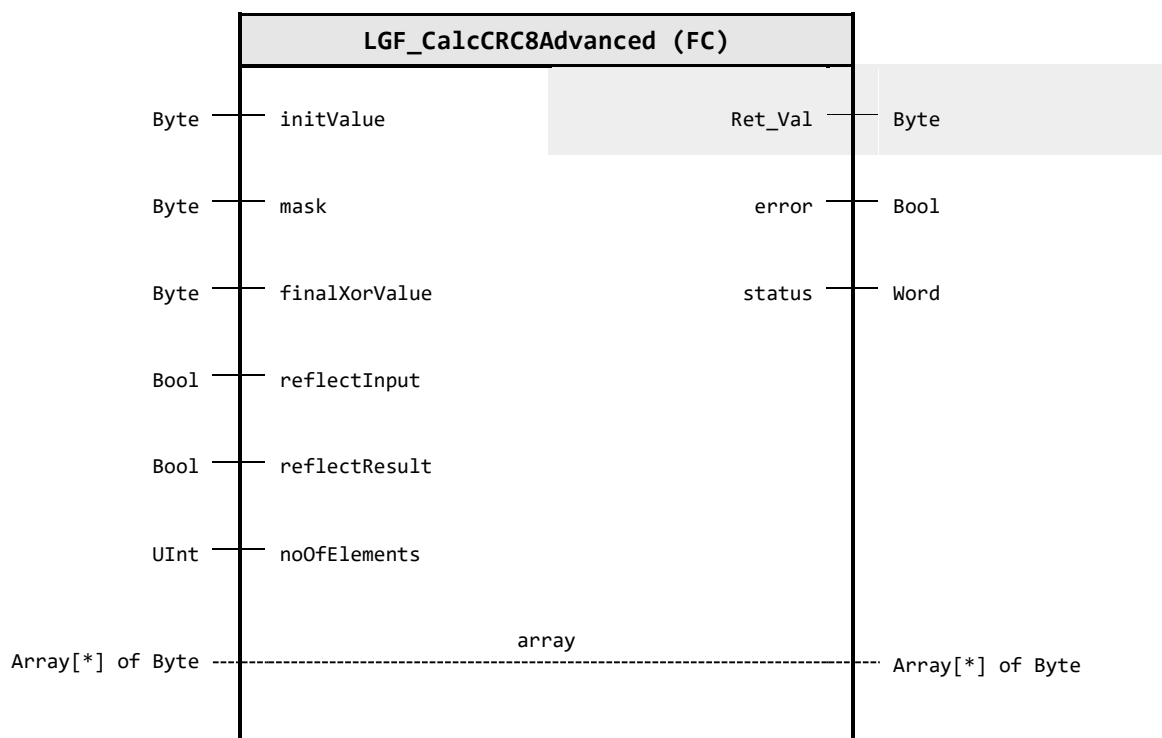 LGF_CalcCRC8Advanced (FC)
Byte initValue Ret_Val Byte
Byte mask error Bool
Byte finalXorValue status Word
Bool reflectInput
Bool reflectResult
UInt noOfElements
array
Array[*] of Byte Array[*] of Byte